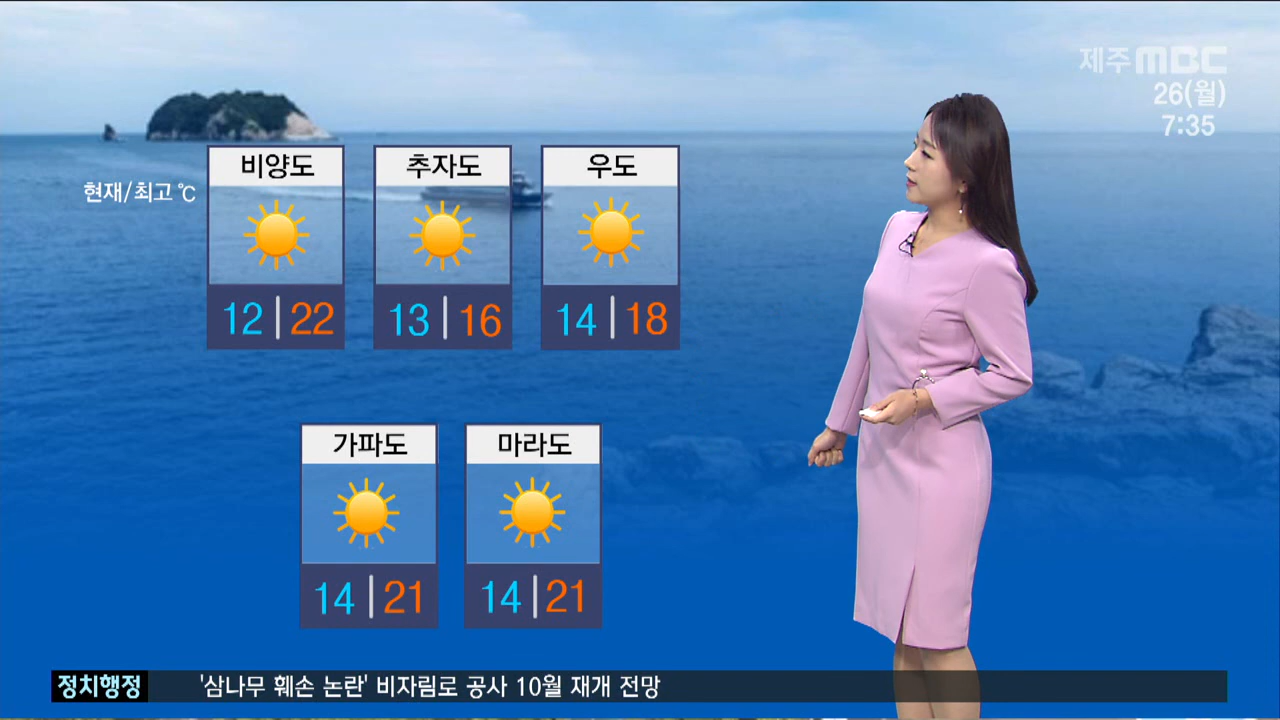 제주MBC
26(월)
7:35
현재/최고 ℃
비양도
12 22
추자도
13 16
우도
14 18
가파도
14 21
마라도
14 21
정치행정 '삼나무 훼손 논란' 비자림로 공사 10월 재개 전망